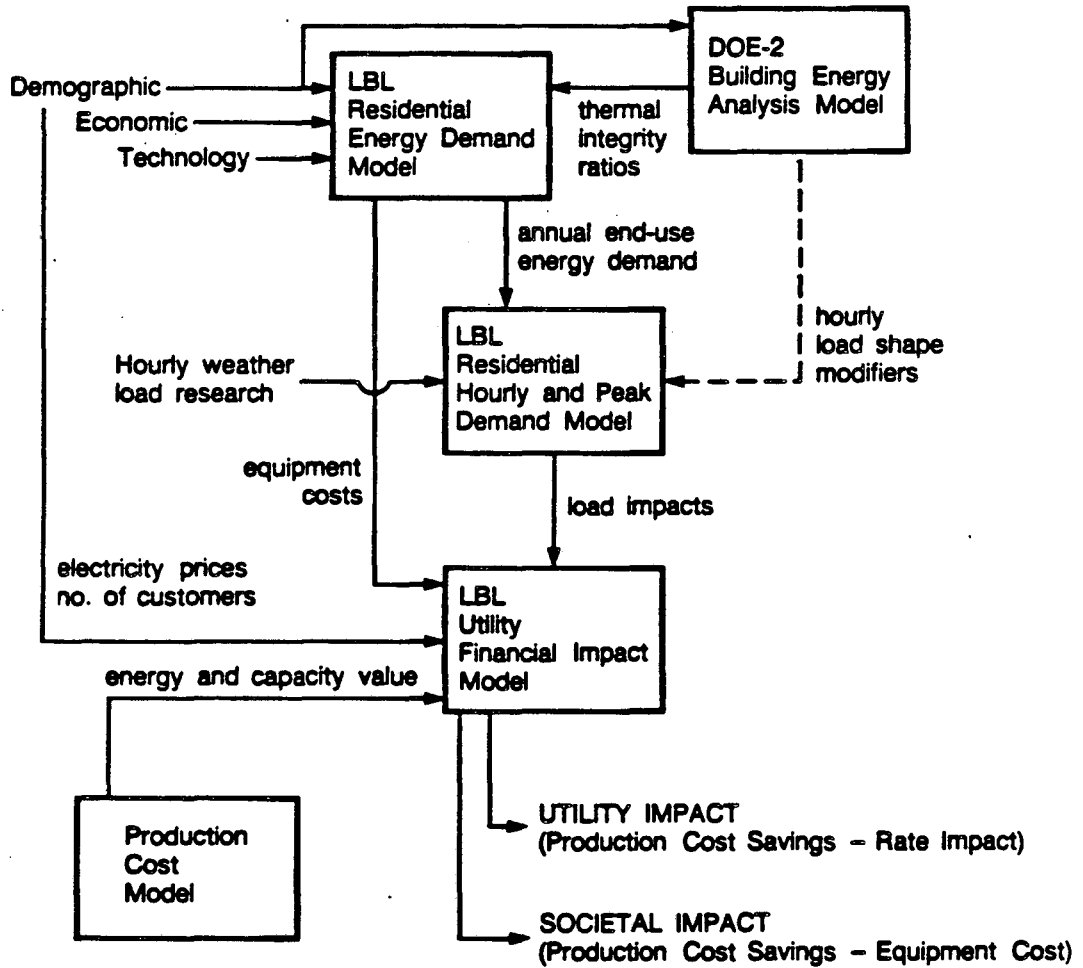 DOE-2
Building Energy
Analysis Model
Demographic
Economic
Technology
LBL
Residential
Energy Demand
Model
thermal
integrity
ratios
annual end-use
energy demand
hourly
load shape
modifiers
Hourly weather
load research
LBL
Residential
Hourly and Peak
Demand Model
equipment
costs
load impacts
electricity prices
no. of customers
LBL
Utility
Financial Impact
Model
energy and capacity value
Production
Cost
Model
UTILITY IMPACT
(Production Cost Savings – Rate Impact)
SOCIETAL IMPACT
(Production Cost Savings – Equipment Cost)